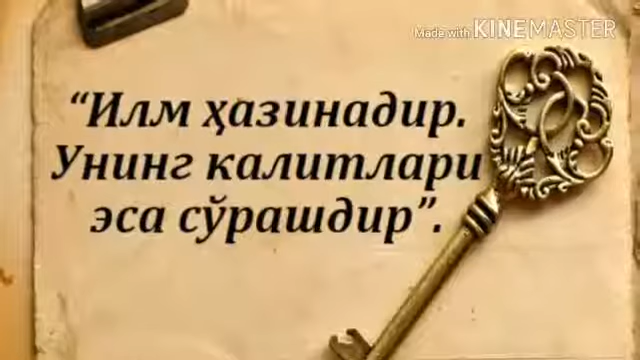 Made with KINEMASTER
“Илм ҳазинадир.
Унинг калитлари
эса сўрашдир”.